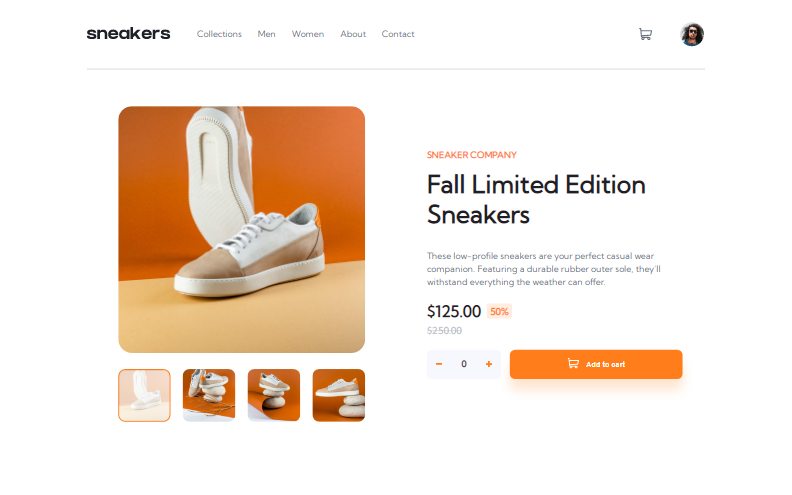 sneakers
Collections Men Women About Contact
SNEAKER COMPANY
Fall Limited Edition
Sneakers
These low-profile sneakers are your perfect casual wear
companion. Featuring a durable rubber outer sole, they'll
withstand everything the weather can offer.
$125.00 50%
$250.00
0 Add to cart